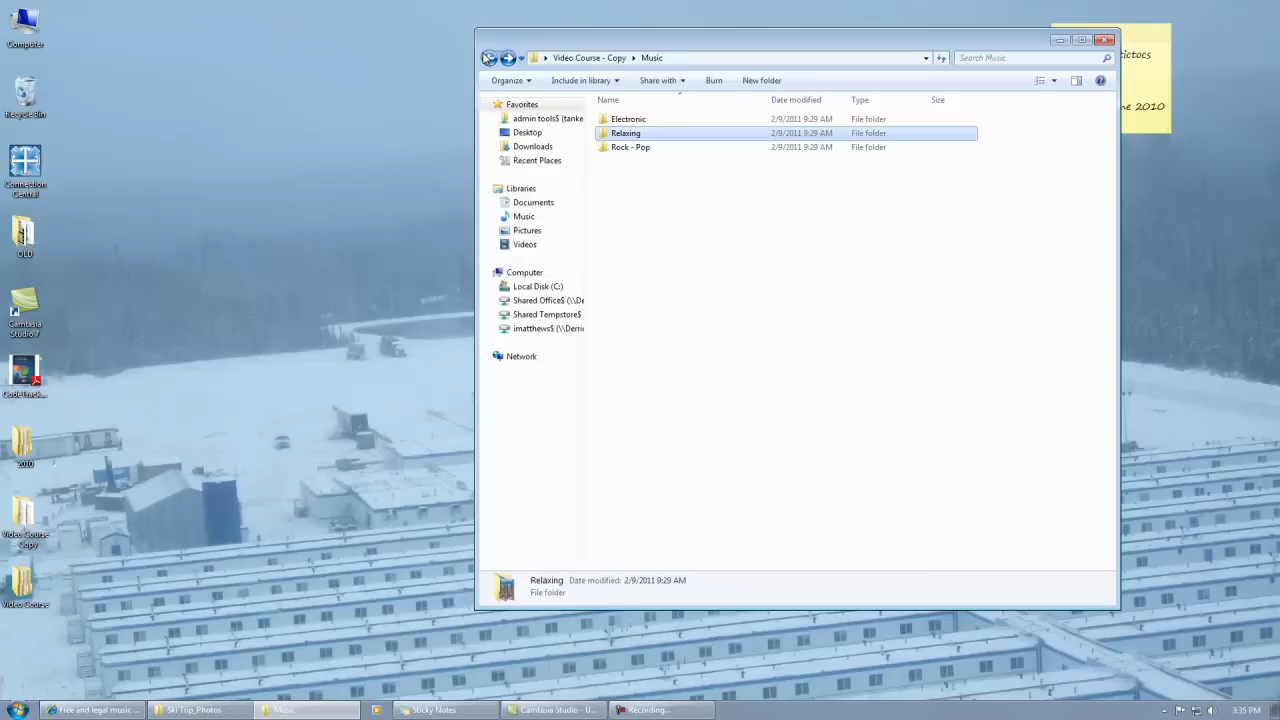 Computer
Recycle Bin
Connection
Central
OLD
Camtasia
Studio 7
CodeTrack...
2010
Video Course
- Copy
Video Course
Video Course - Copy
Music
Search Music
Organize
Include in library
Share with
Burn
New folder
Favorites
admin tools$ (tanke
Desktop
Downloads
Recent Places
Libraries
Documents
Music
Pictures
Videos
Computer
Local Disk (C:)
Shared Office$ (\\De
Shared Tempstore$
imatthews$ (\\Derric
Network
Name Date modified Type Size
Electronic 2/9/2011 9:29 AM File folder
Relaxing 2/9/2011 9:29 AM File folder
Rock - Pop 2/9/2011 9:29 AM File folder
Relaxing Date modified: 2/9/2011 9:29 AM
File folder
2010
Free and legal music ...
Ski Trip_Photos
Music
Sticky Notes
Camtasia Studio - U...
Recording...
3:35 PM